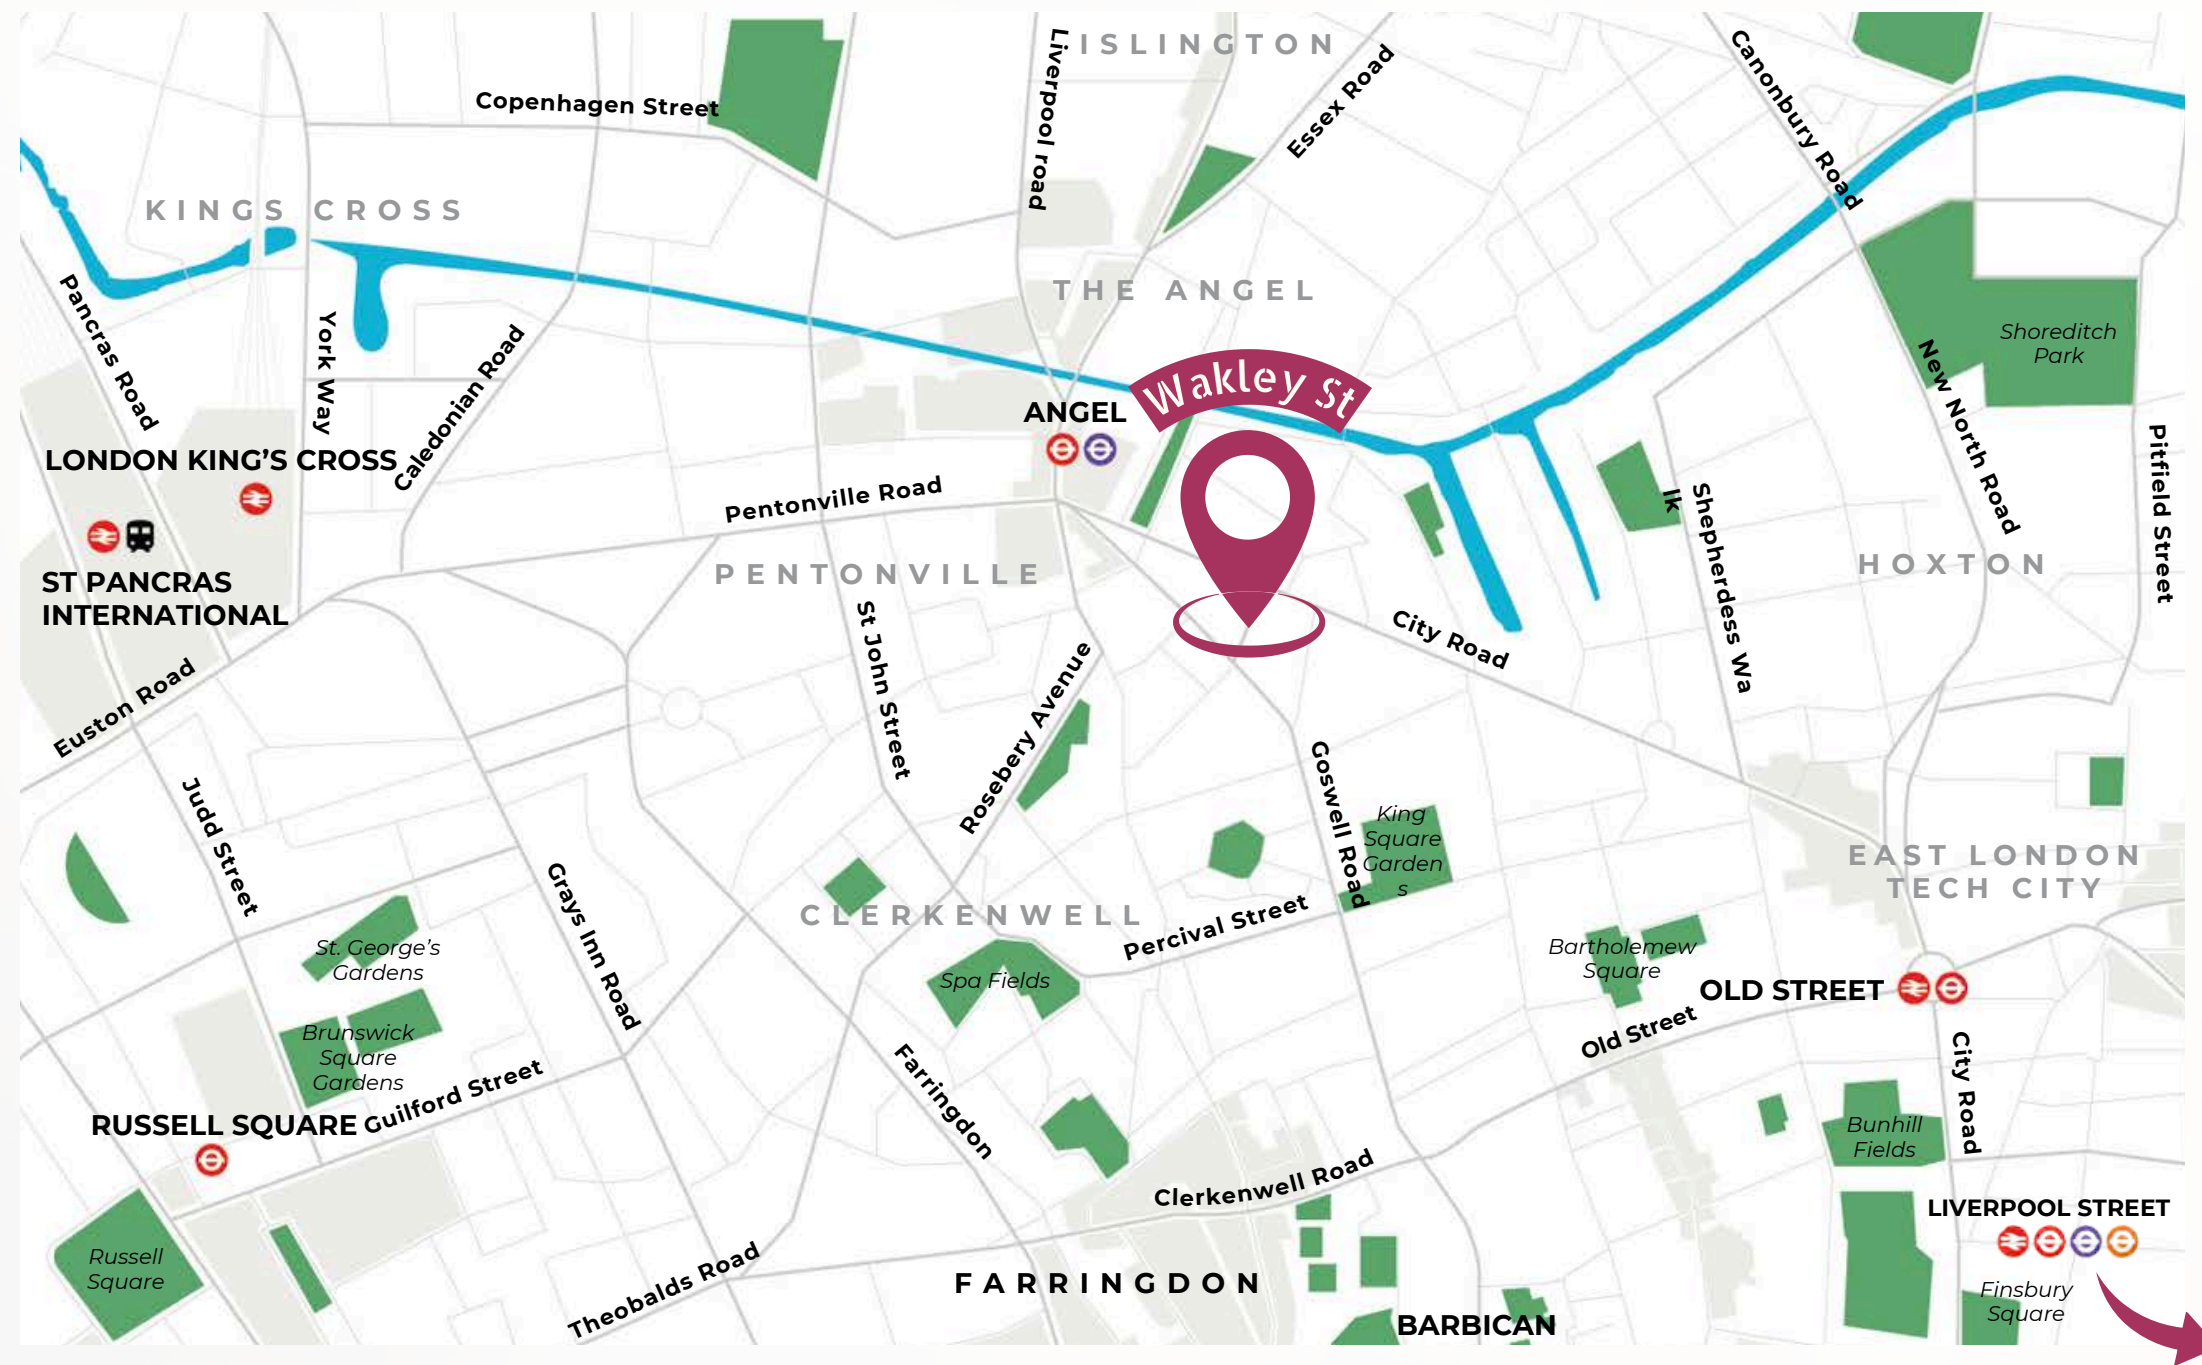 ISLINGTON
Liverpool road
Essex Road
Canonbury Road
Copenhagen Street
KINGS CROSS
THE ANGEL
Pancras Road
York Way
Caledonian Road
Shoreditch
Park
New North Road
Wakley St
ANGEL
LONDON KING'S CROSS
Pentonville Road
Shepherdess Wa
lk
Pitfield Street
ST PANCRAS
INTERNATIONAL
PENTONVILLE
HOXTON
St John Street
City Road
Rosebery Avenue
Euston Road
Judd Street
Goswell Road
King
Square
Garden
s
EAST LONDON
TECH CITY
Grays Inn Road
CLERKENWELL
Percival Street
St. George’s
Gardens
Spa Fields
Bartholemew
Square
OLD STREET
Old Street
Brunswick
Square
Gardens
Guilford Street
RUSSELL SQUARE
Farringdon
City Road
Bunhill
Fields
Clerkenwell Road
LIVERPOOL STREET
Russell
Square
Theobalds Road
FARRINGDON
Finsbury
Square
BARBICAN